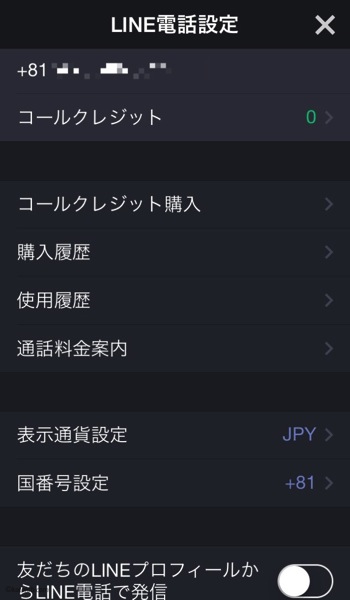 LINE電話設定
+81
コールクレジット 0
コールクレジット購入
購入履歴
使用履歴
通話料金案内
表示通貨設定 JPY
国番号設定 +81
友だちのLINEプロフィールか
らLINE電話で発信